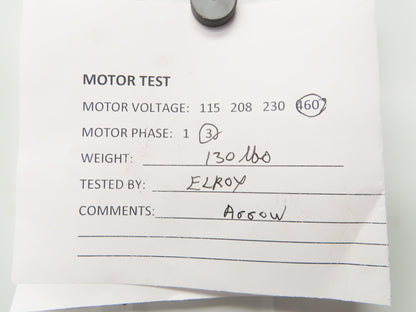 MOTOR TEST
MOTOR VOLTAGE: 115 208 230 460
MOTOR PHASE: 1 3
WEIGHT: 130 lbs
TESTED BY: ELROY
COMMENTS: Arrow